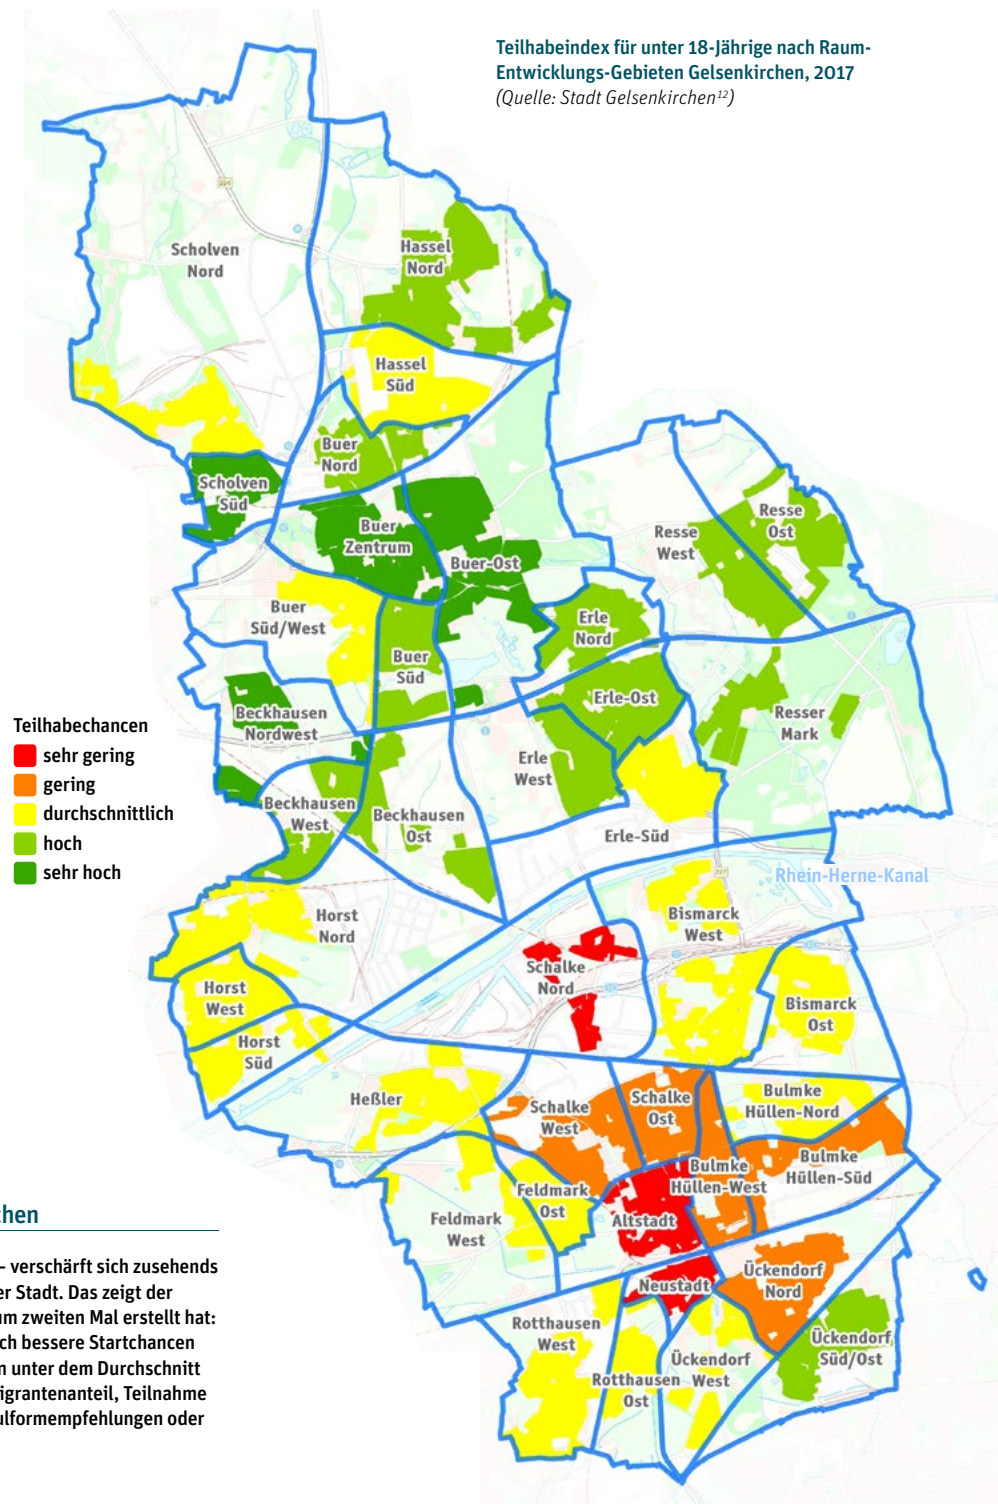 Teilhabeindex für unter 18-Jährige nach Raum-
Entwicklungs-Gebieten Gelsenkirchen, 2017
(Quelle: Stadt Gelsenkirchen¹²)
Scholven
Nord
Hassel
Nord
Hassel
Süd
Buer
Nord
Scholven
Süd
Buer
Zentrum
Buer-Ost
Resse
West
Resse
Ost
Buer
Süd/West
Erle
Nord
Buer
Süd
Erle-Ost
Beckhausen
Nordwest
Resser
Mark
Teilhabechancen
sehr gering
gering
durchschnittlich
hoch
sehr hoch
Erle
West
Beckhausen
West
Beckhausen
Ost
Erle-Süd
Rhein-Herne-Kanal
Horst
Nord
Bismarck
West
Schalke
Nord
Horst
West
Bismarck
Ost
Horst
Süd
Heßler
Schalke
West
Schalke
Ost
Bulmke
Hüllen-Nord
Bulmke
Hüllen-West
Bulmke
Hüllen-Süd
Feldmark
West
Feldmark
Ost
Altstadt
Neustadt
Ückendorf
Nord
Rotthausen
West
Ückendorf
Süd/Ost
Ückendorf
West
Rotthausen
Ost
chen
– verschärft sich zusehends
er Stadt. Das zeigt der
um zweiten Mal erstellt hat:
ch bessere Startchancen
n unter dem Durchschnitt
igrantenanteil, Teilnahme
ulformempfehlungen oder